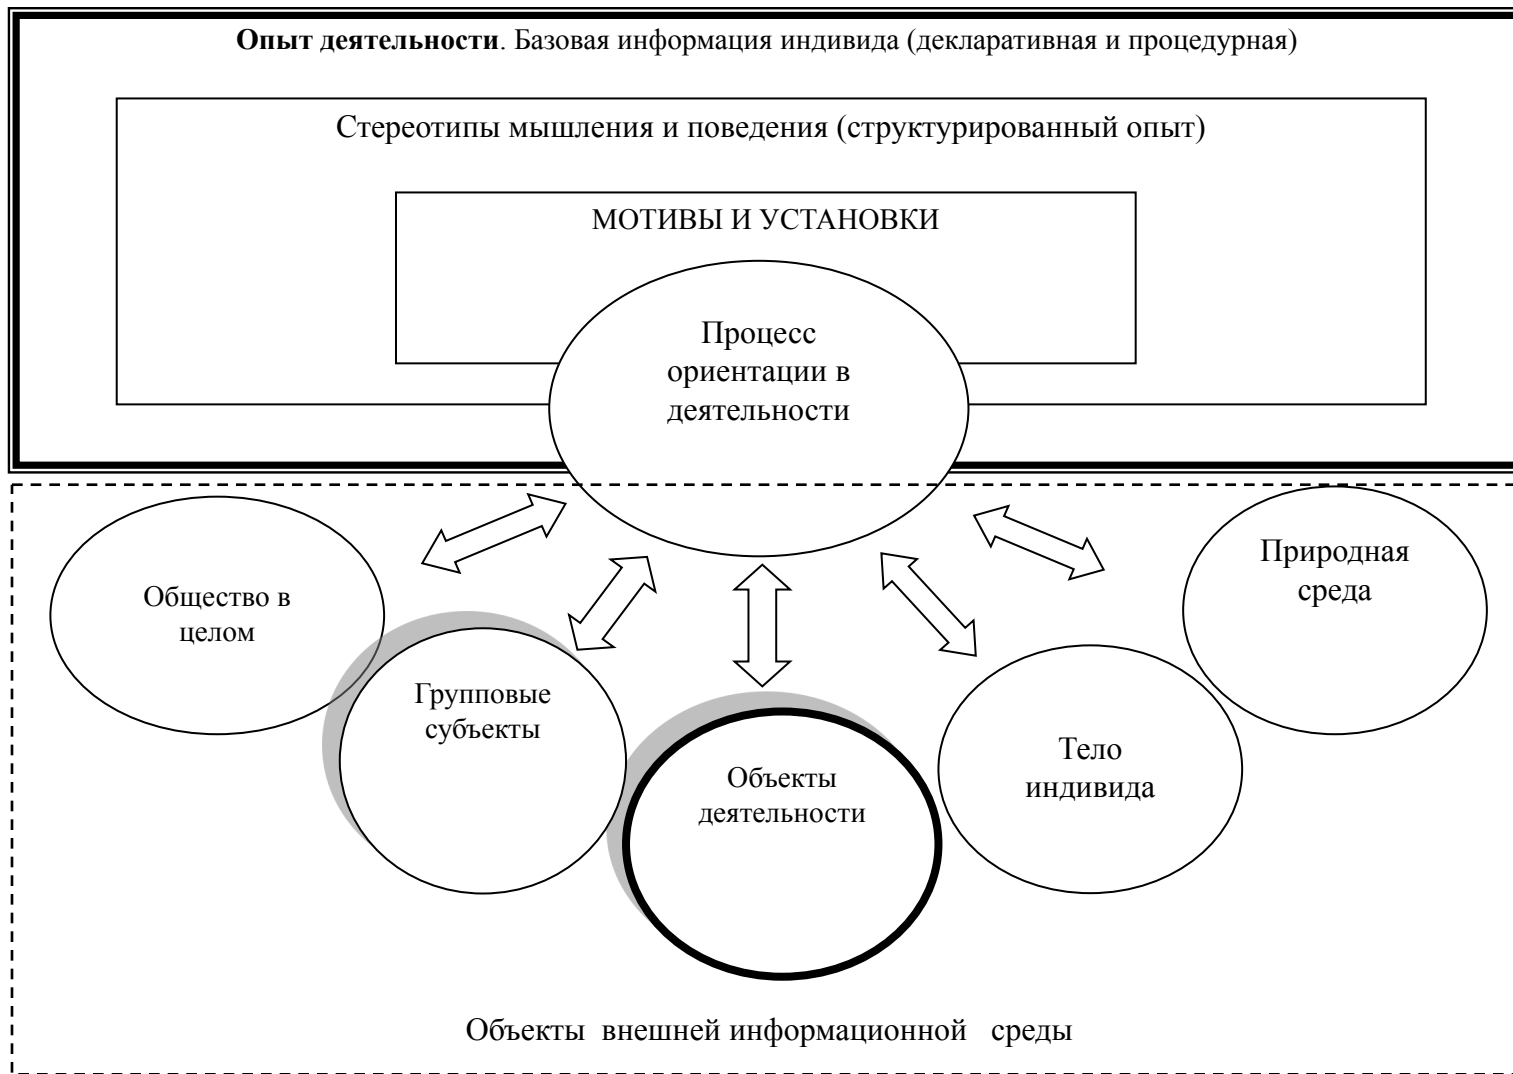 Опыт деятельности. Базовая информация индивида (декларативная и процедурная)
Стереотипы мышления и поведения (структурированный опыт)
МОТИВЫ И УСТАНОВКИ
Процесс
ориентации в
деятельности
Общество в
целом
Групповые
субъекты
Объекты
деятельности
Тело
индивида
Природная
среда
Объекты внешней информационной среды